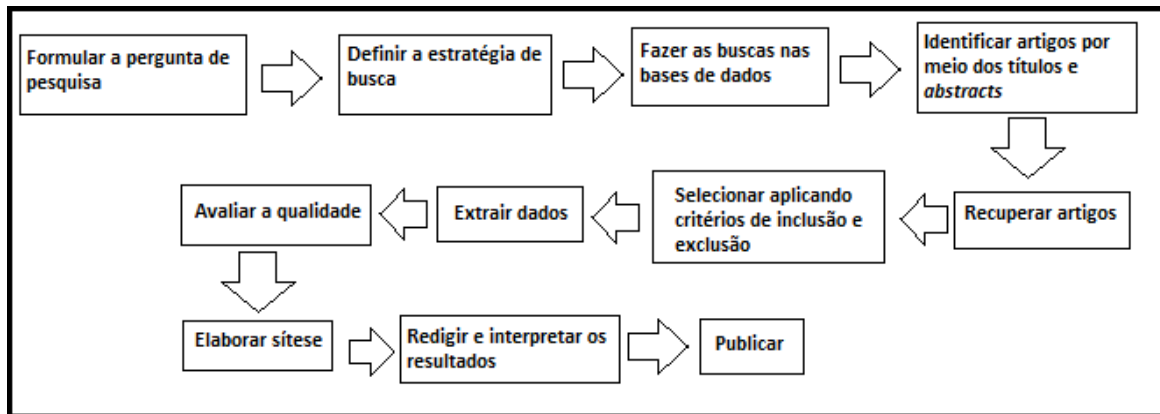 Formular a pergunta de
pesquisa
Definir a estratégia de
busca
Fazer as buscas nas
bases de dados
Identificar artigos por
meio dos títulos e
abstracts
Recuperar artigos
Selecionar aplicando
critérios de inclusão e
exclusão
Extrair dados
Avaliar a qualidade
Elaborar sítese
Redigir e interpretar os
resultados
Publicar